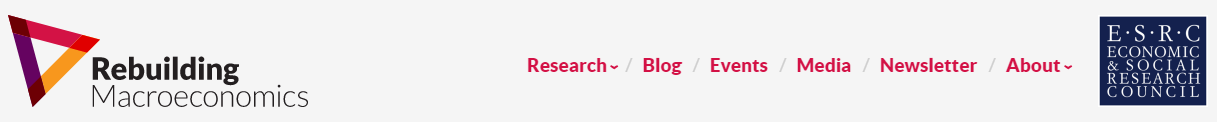 Rebuilding
Macroeconomics
Research / Blog / Events / Media / Newsletter / About
E·S·R·C
ECONOMIC
& SOCIAL
RESEARCH
COUNCIL